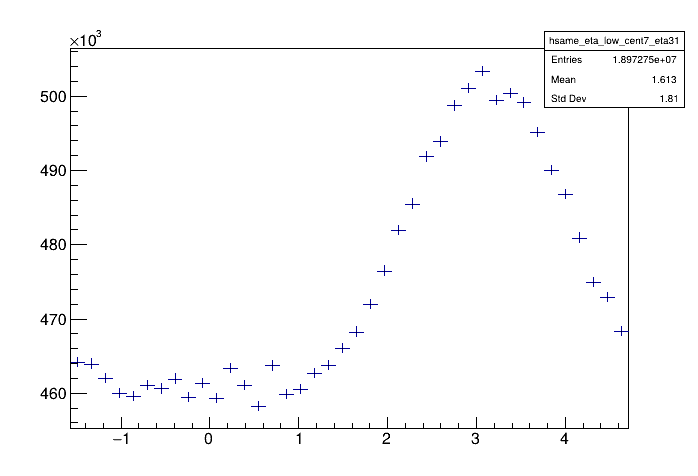 ×10³
hsame_eta_low_cent7_eta31
Entries 1.897275e+07
Mean 1.613
Std Dev 1.81
500
490
480
470
460
−1 0 1 2 3 4